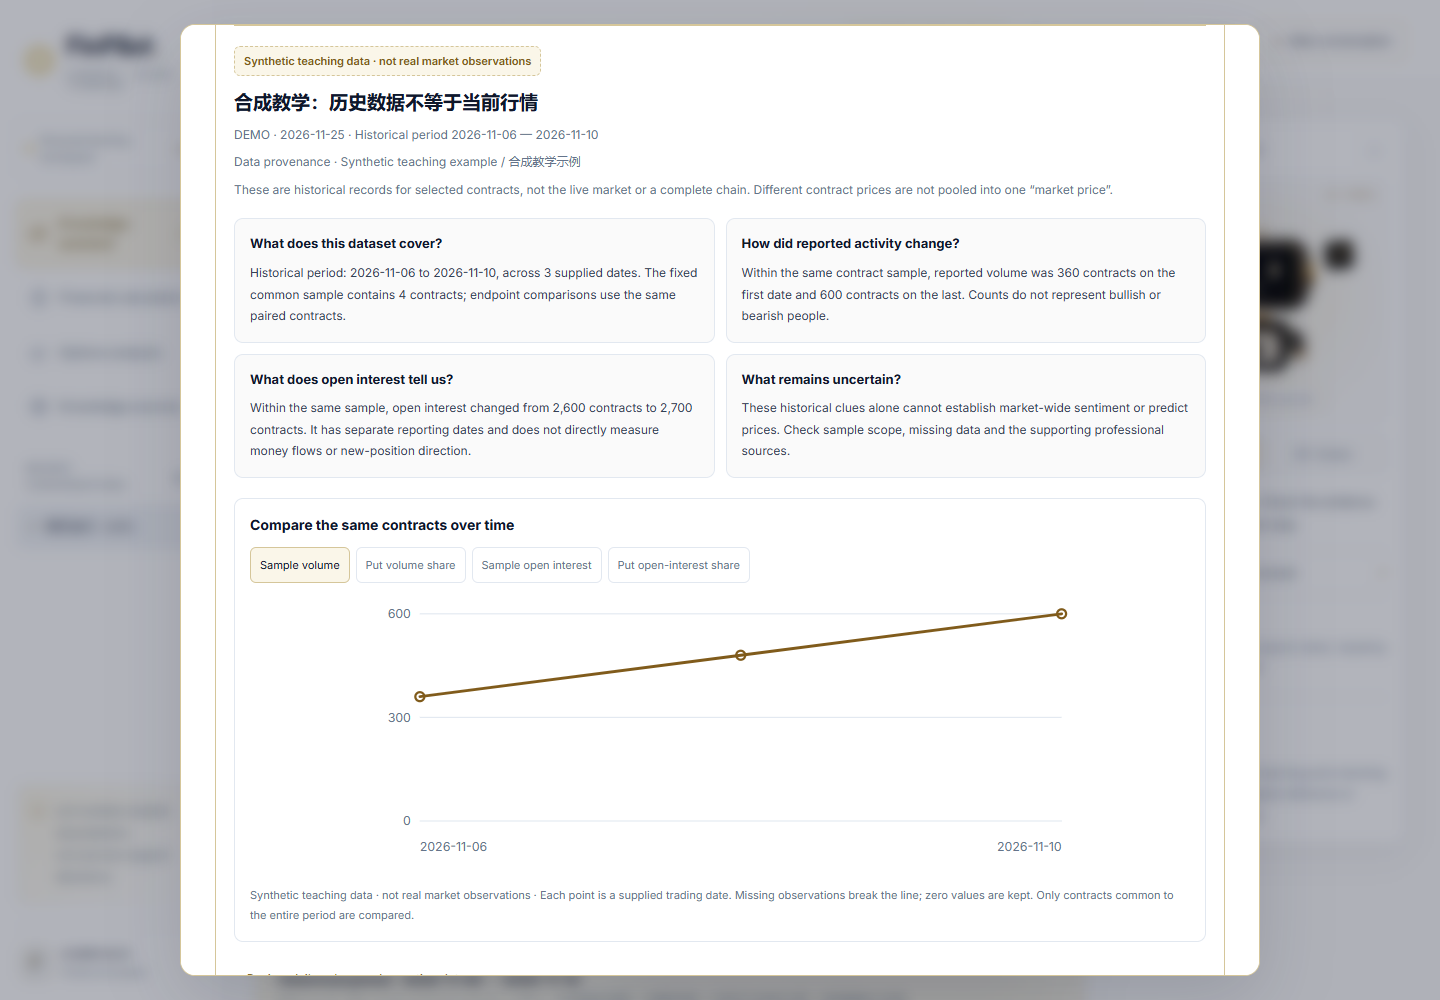 Synthetic teaching data · not real market observations
合成教学：历史数据不等于当前行情
DEMO · 2026-11-25 · Historical period 2026-11-06 — 2026-11-10
Data provenance · Synthetic teaching example / 合成教学示例
These are historical records for selected contracts, not the live market or a complete chain. Different contract prices are not pooled into one “market price”.
What does this dataset cover?
Historical period: 2026-11-06 to 2026-11-10, across 3 supplied dates. The fixed
common sample contains 4 contracts; endpoint comparisons use the same
paired contracts.
How did reported activity change?
Within the same contract sample, reported volume was 360 contracts on the
first date and 600 contracts on the last. Counts do not represent bullish or
bearish people.
What does open interest tell us?
Within the same sample, open interest changed from 2,600 contracts to 2,700
contracts. It has separate reporting dates and does not directly measure
money flows or new-position direction.
What remains uncertain?
These historical clues alone cannot establish market-wide sentiment or predict
prices. Check sample scope, missing data and the supporting professional
sources.
Compare the same contracts over time
Sample volume
Put volume share
Sample open interest
Put open-interest share
600
300
0
2026-11-06
2026-11-10
Synthetic teaching data · not real market observations · Each point is a supplied trading date. Missing observations break the line; zero values are kept. Only contracts common to
the entire period are compared.